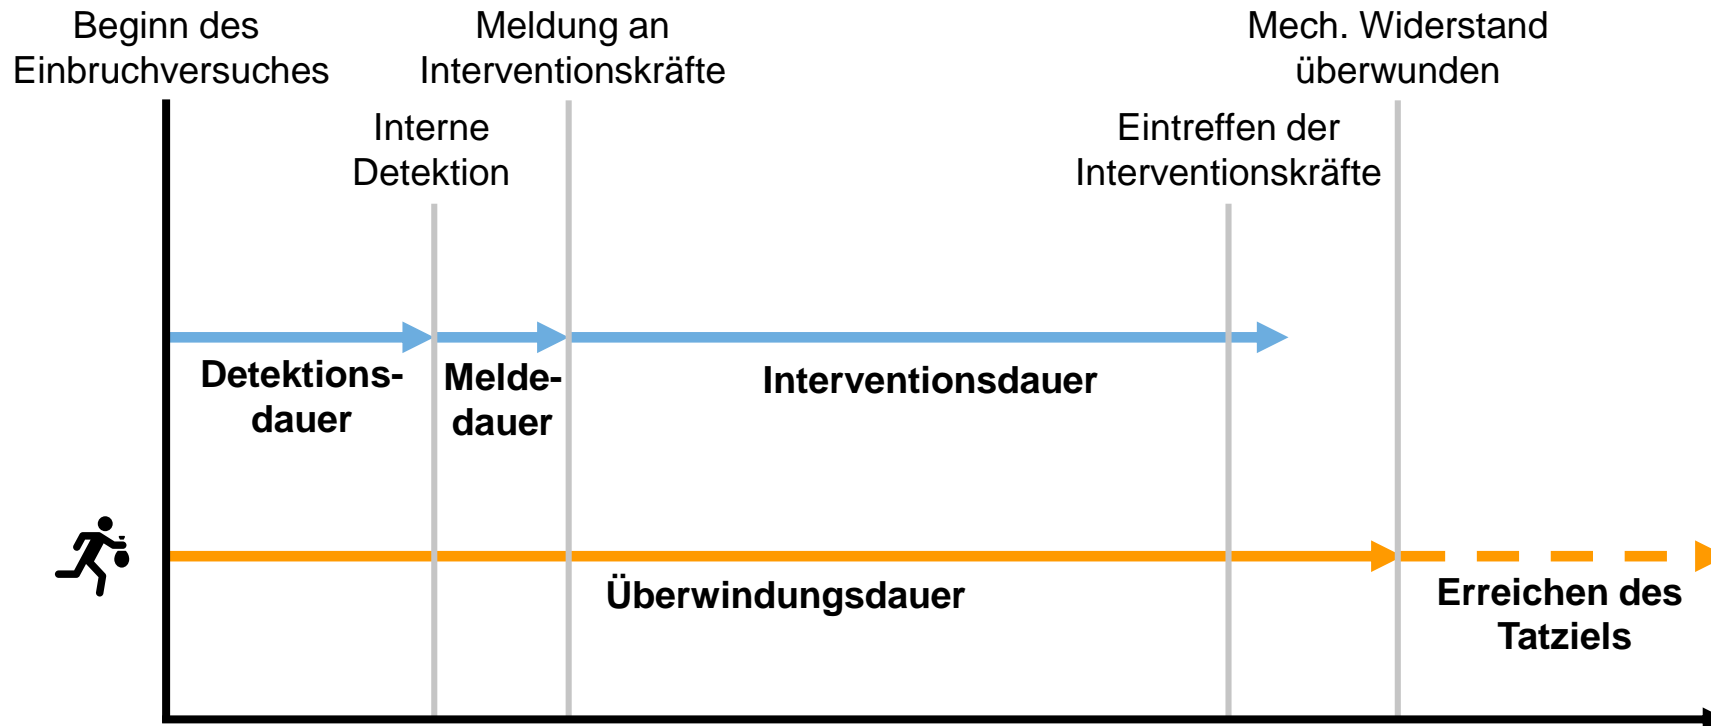 Beginn des
Einbruchversuches
Meldung an
Interventionskräfte
Mech. Widerstand
überwunden
Interne
Detektion
Eintreffen der
Interventionskräfte
Detektions-
dauer
Melde-
dauer
Interventionsdauer
Überwindungsdauer
Erreichen des
Tatziels